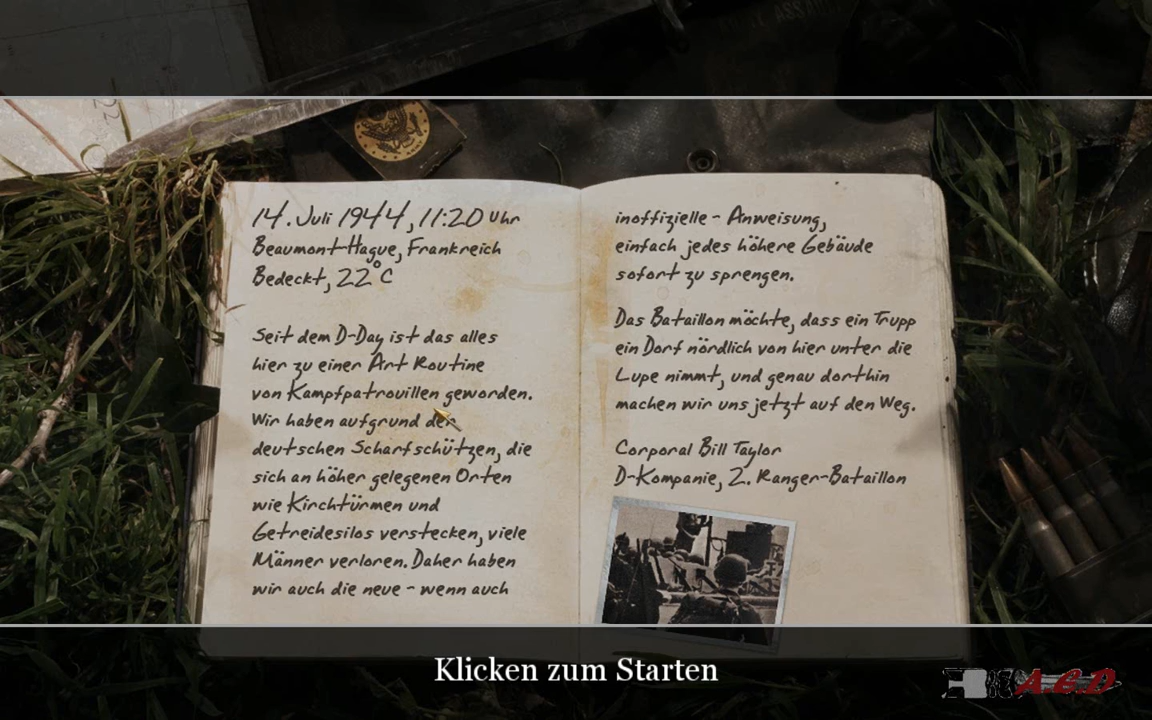 14. Juli 1944, 11:20 Uhr
Beaumont-Hague, Frankreich
Bedeckt, 22°C
Seit dem D-Day ist das alles
hier zu einer Art Routine
von Kampfpatrouillen geworden.
Wir haben aufgrund der
deutschen Scharfschützen, die
sich an höher gelegenen Orten
wie Kirchtürmen und
Getreidesilos verstecken, viele
Männer verloren. Daher haben
wir auch die neue - wenn auch
inoffizielle - Anweisung,
einfach jedes höhere Gebäude
sofort zu sprengen.
Das Bataillon möchte, dass ein Trupp
ein Dorf nördlich von hier unter die
Lupe nimmt, und genau dorthin
machen wir uns jetzt auf den Weg.
Corporal Bill Taylor
D-Kompanie, 2. Ranger-Bataillon
Klicken zum Starten
A.G.D